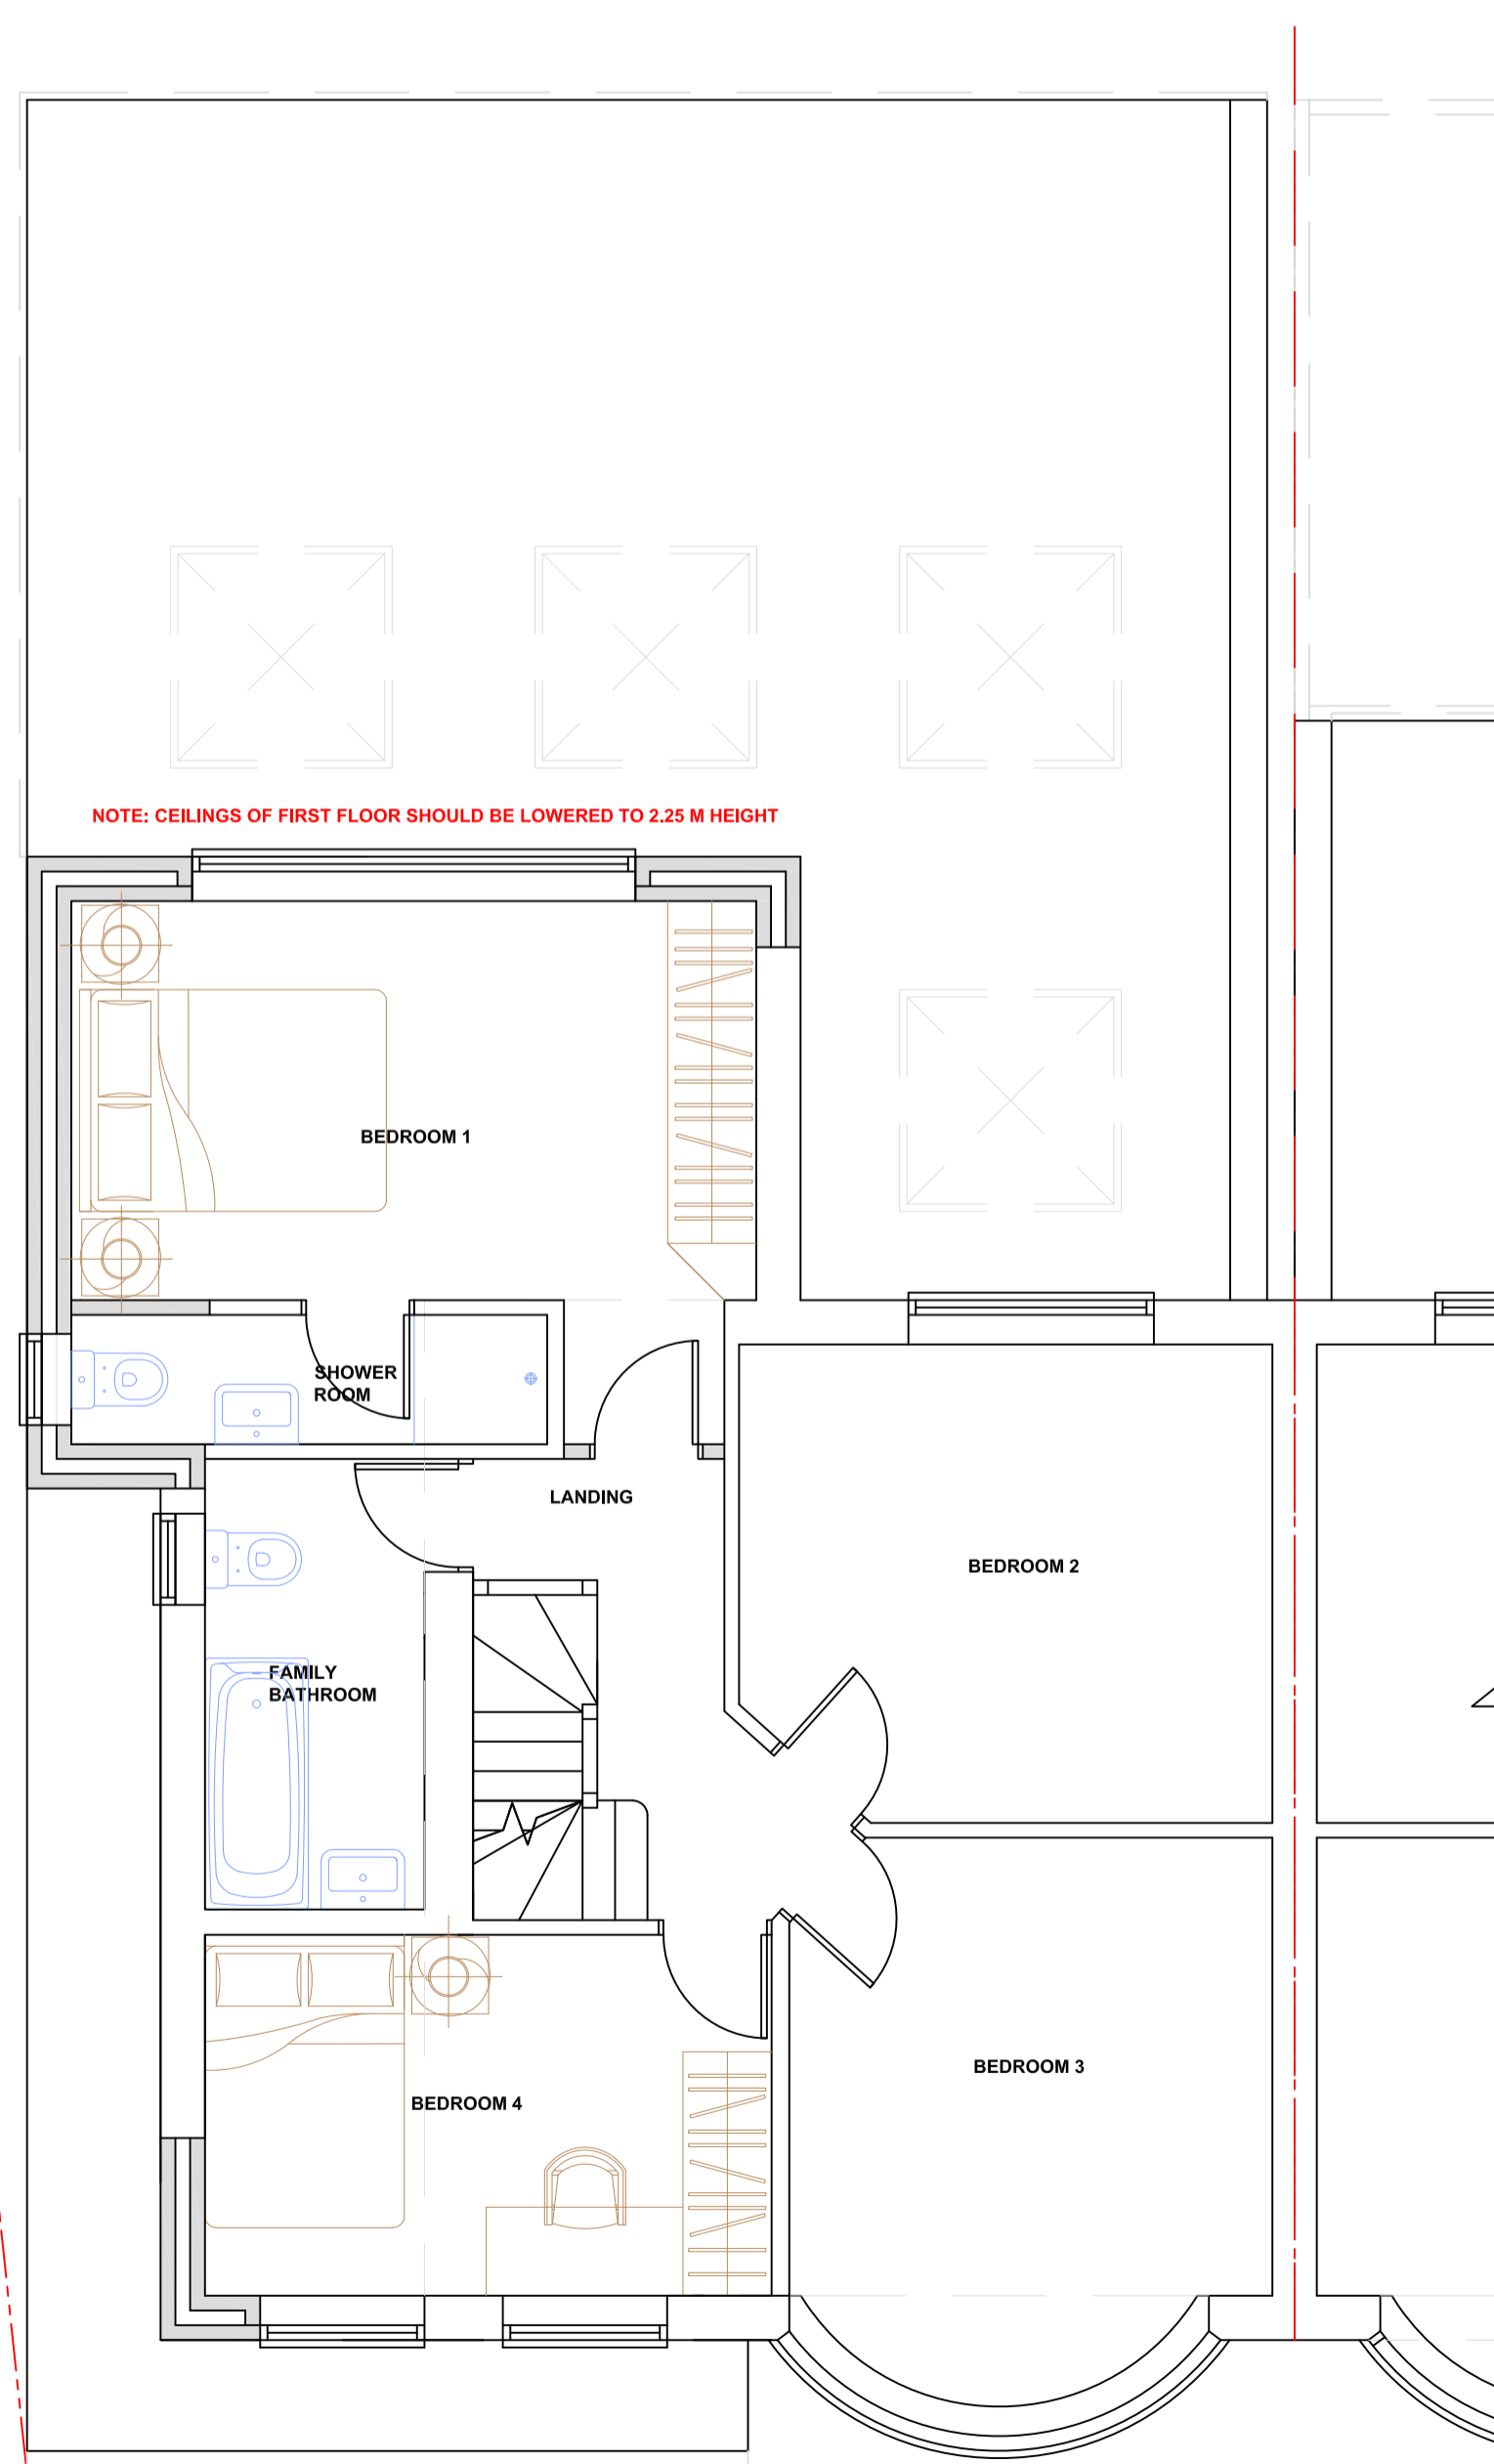 NOTE: CEILINGS OF FIRST FLOOR SHOULD BE LOWERED TO 2.25 M HEIGHT
BEDROOM 1
SHOWER
ROOM
LANDING
BEDROOM 2
FAMILY
BATHROOM
BEDROOM 3
BEDROOM 4